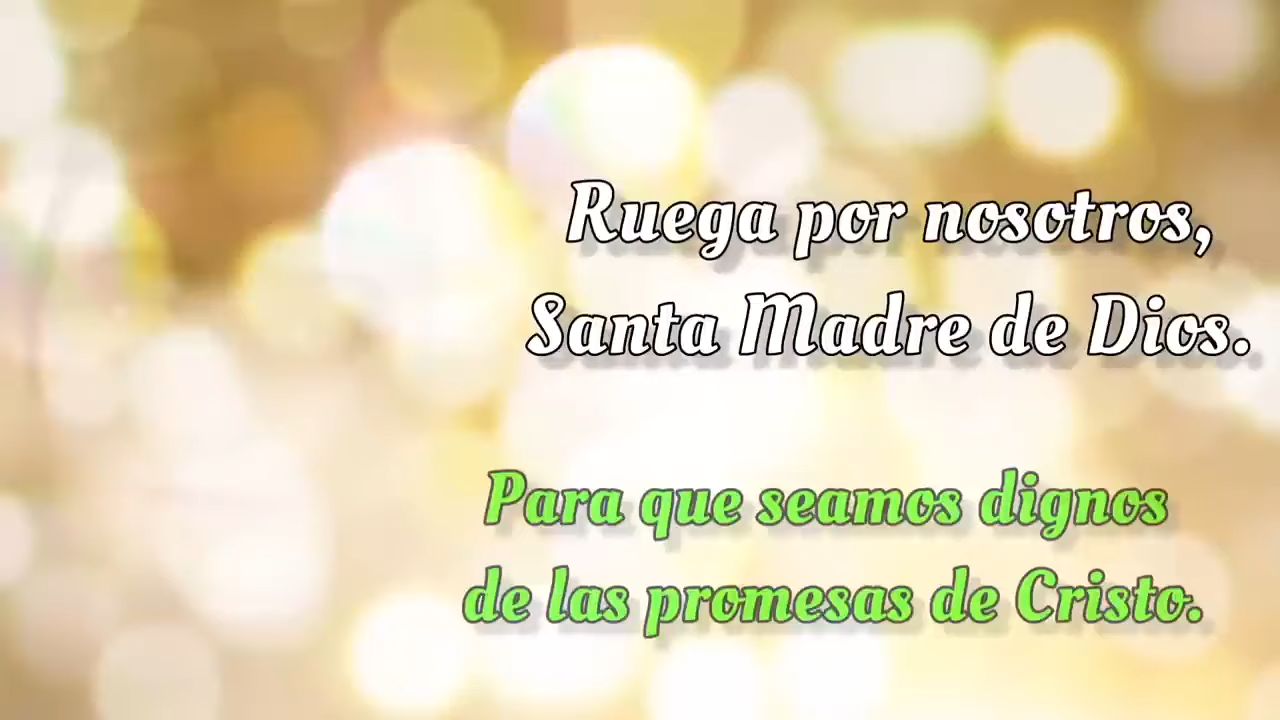 Ruega por nosotros,
Santa Madre de Dios.
Para que seamos dignos
de las promesas de Cristo.